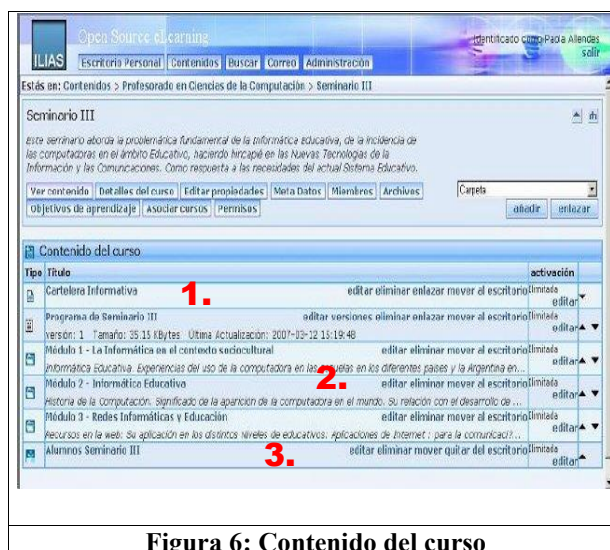 Open Source eLearning
Identificado como Paola Allendes
salir
ILIAS
Escritorio Personal Contenidos Buscar Correo Administración
Estás en: Contenidos > Profesorado en Ciencias de la Computación > Seminario III
Seminario III
Este seminario aborda la problemárica fundamental de la Informática educativa, de la incidencia de
las computadoras en el ámbito Educativo, haciendo hincapié en las Nuevas Tecnologías de la
Información y las Comunicaciones. Como respuesta a las necesidades del actual Sistema Educativo.
Ver contenido Detalles del curso Editar propiedades Meta Datos Miembros Archivos
Carpeta
Objetivos de aprendizaje Asociar cursos Permisos
añadir enlazar
Contenido del curso
Tipo Título activación
Cartelera Informativa 1. editar eliminar enlazar mover al escritorio Ilimitada
editar
Programa de Seminario III editar versiones eliminar enlazar mover al escritorio Ilimitada
versión: 1 Tamaño: 35.15 KBytes Última Actualización: 2007-03-12 15:19:48 editar
Módulo 1 - La Informática en el contexto sociocultural editar eliminar mover al escritorio Ilimitada
Informática Educativa. Experiencias del uso de la computadora en las escuelas en los diferentes países y la Argentina en... editar
Módulo 2 - Informática Educativa 2. editar eliminar mover al escritorio Ilimitada
Historia de la Computación. Significado de la aparición de la computadora en el mundo. Su relación con el desarrollo de ... editar
Módulo 3 - Redes Informáticas y Educación editar eliminar mover al escritorio Ilimitada
Recursos en la web: Su aplicación en los distintos niveles de educativos: Aplicaciones de Internet : para la comunicaci?... editar
Alumnos Seminario III 3. editar eliminar mover quitar del escritorio Ilimitada
editar
Figura 6: Contenido del curso